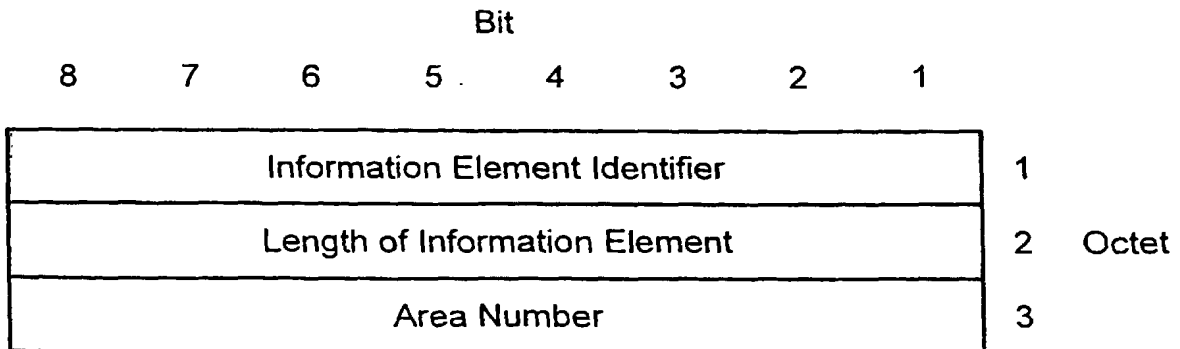 Bit
8 7 6 5 4 3 2 1
Information Element Identifier 1
Length of Information Element 2 Octet
Area Number 3